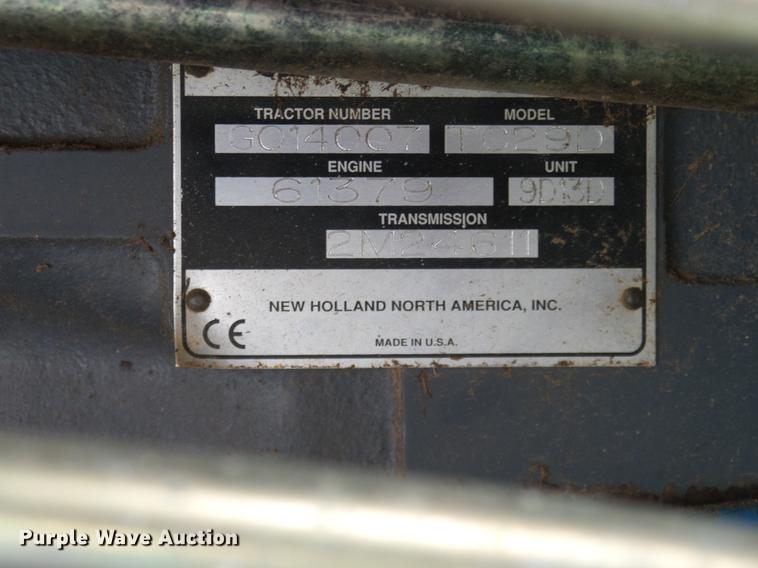 TRACTOR NUMBER MODEL
G014007 TC29D
ENGINE UNIT
61379 9D13D
TRANSMISSION
2M24611
NEW HOLLAND NORTH AMERICA, INC.
CE
MADE IN U.S.A.
Purple Wave Auction